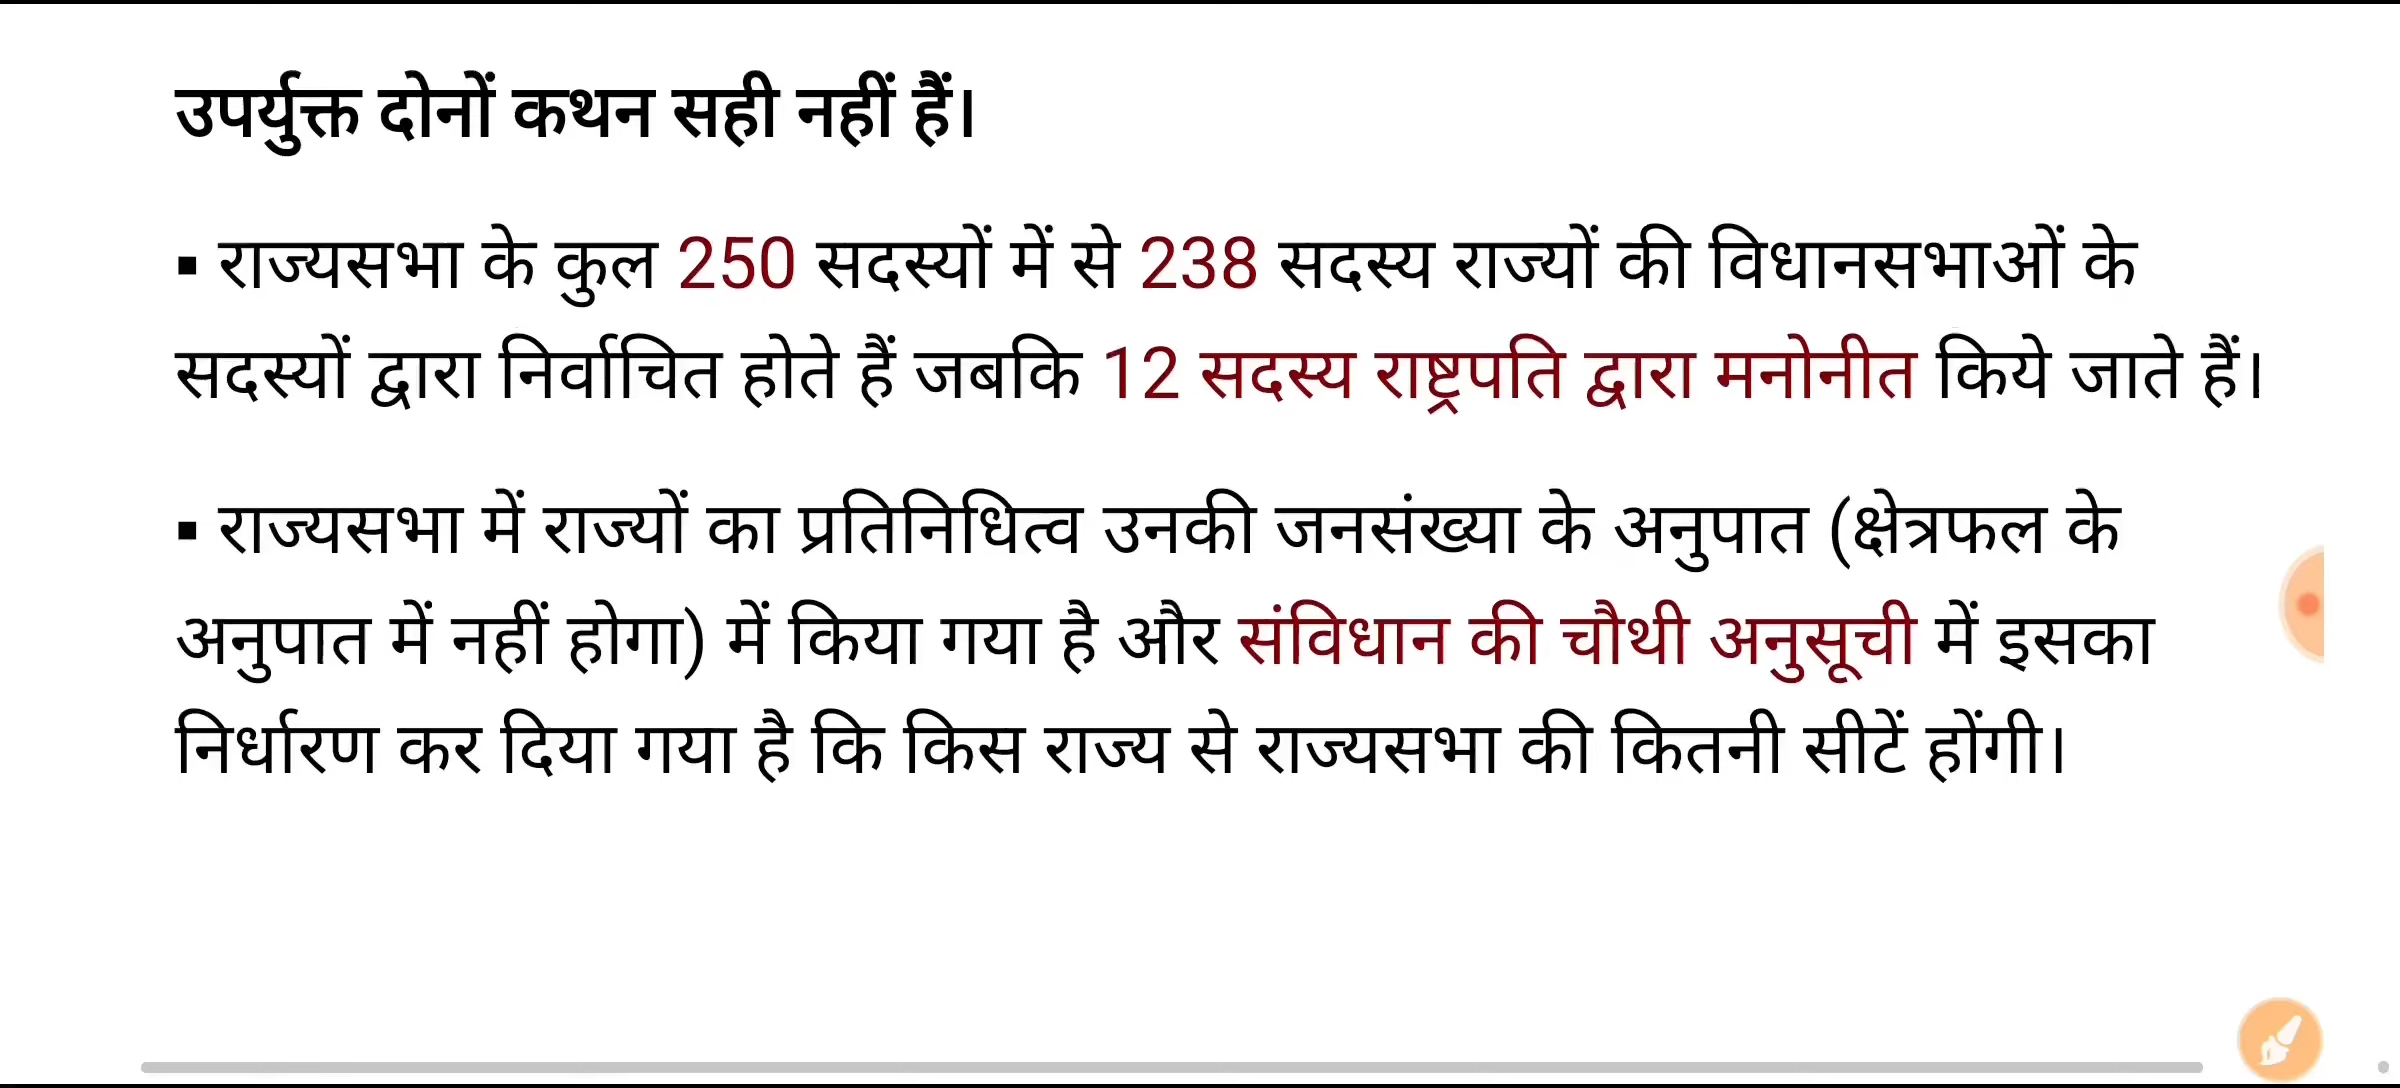 उपर्युक्त दोनों कथन सही नहीं हैं।
▪ राज्यसभा के कुल 250 सदस्यों में से 238 सदस्य राज्यों की विधानसभाओं के
सदस्यों द्वारा निर्वाचित होते हैं जबकि 12 सदस्य राष्ट्रपति द्वारा मनोनीत किये जाते हैं।
▪ राज्यसभा में राज्यों का प्रतिनिधित्व उनकी जनसंख्या के अनुपात (क्षेत्रफल के
अनुपात में नहीं होगा) में किया गया है और संविधान की चौथी अनुसूची में इसका
निर्धारण कर दिया गया है कि किस राज्य से राज्यसभा की कितनी सीटें होंगी।